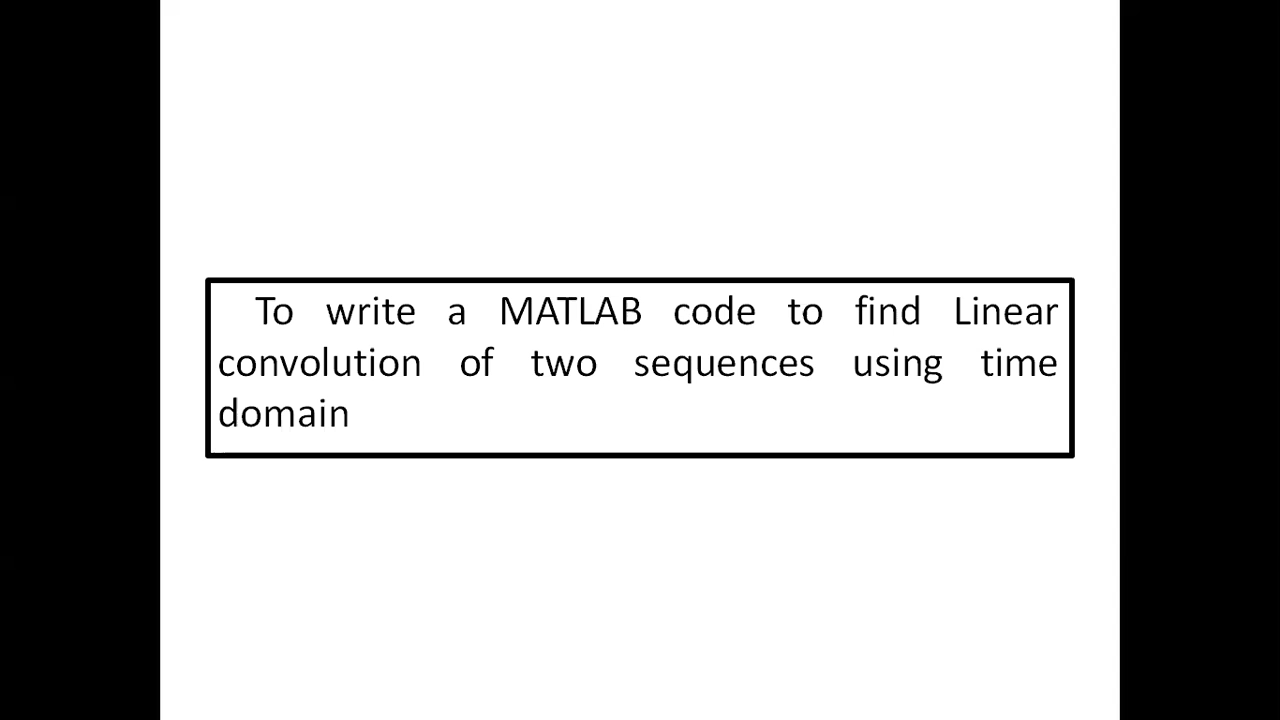 To write a MATLAB code to find Linear
convolution of two sequences using time
domain